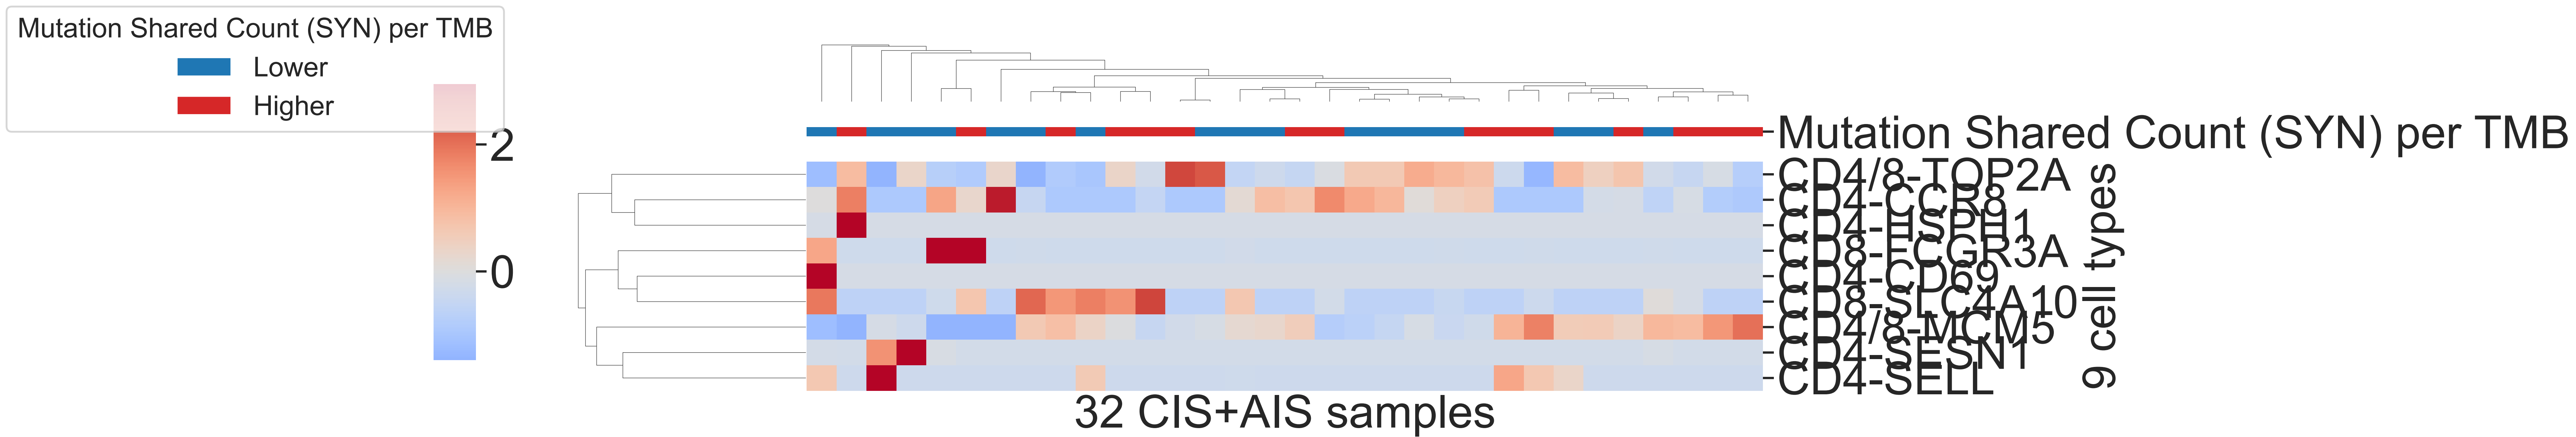 Mutation Shared Count (SYN) per TMB
Lower
Higher
2
0
Mutation Shared Count (SYN) per TMB
CD4/8-TOP2A
CD4-CCR8
CD4-HSPH1
CD8-FCGR3A
CD4-CD69
CD8-SLC4A10
CD4/8-MCM5
CD4-SESN1
CD4-SELL
9 cell types
32 CIS+AIS samples